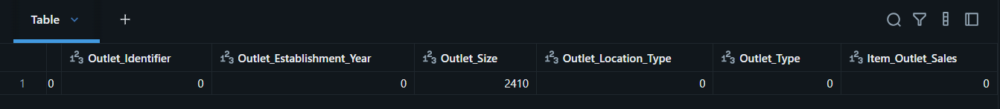 Table
Outlet_Identifier Outlet_Establishment_Year Outlet_Size Outlet_Location_Type Outlet_Type Item_Outlet_Sales
1 0 0 0 2410 0 0 0